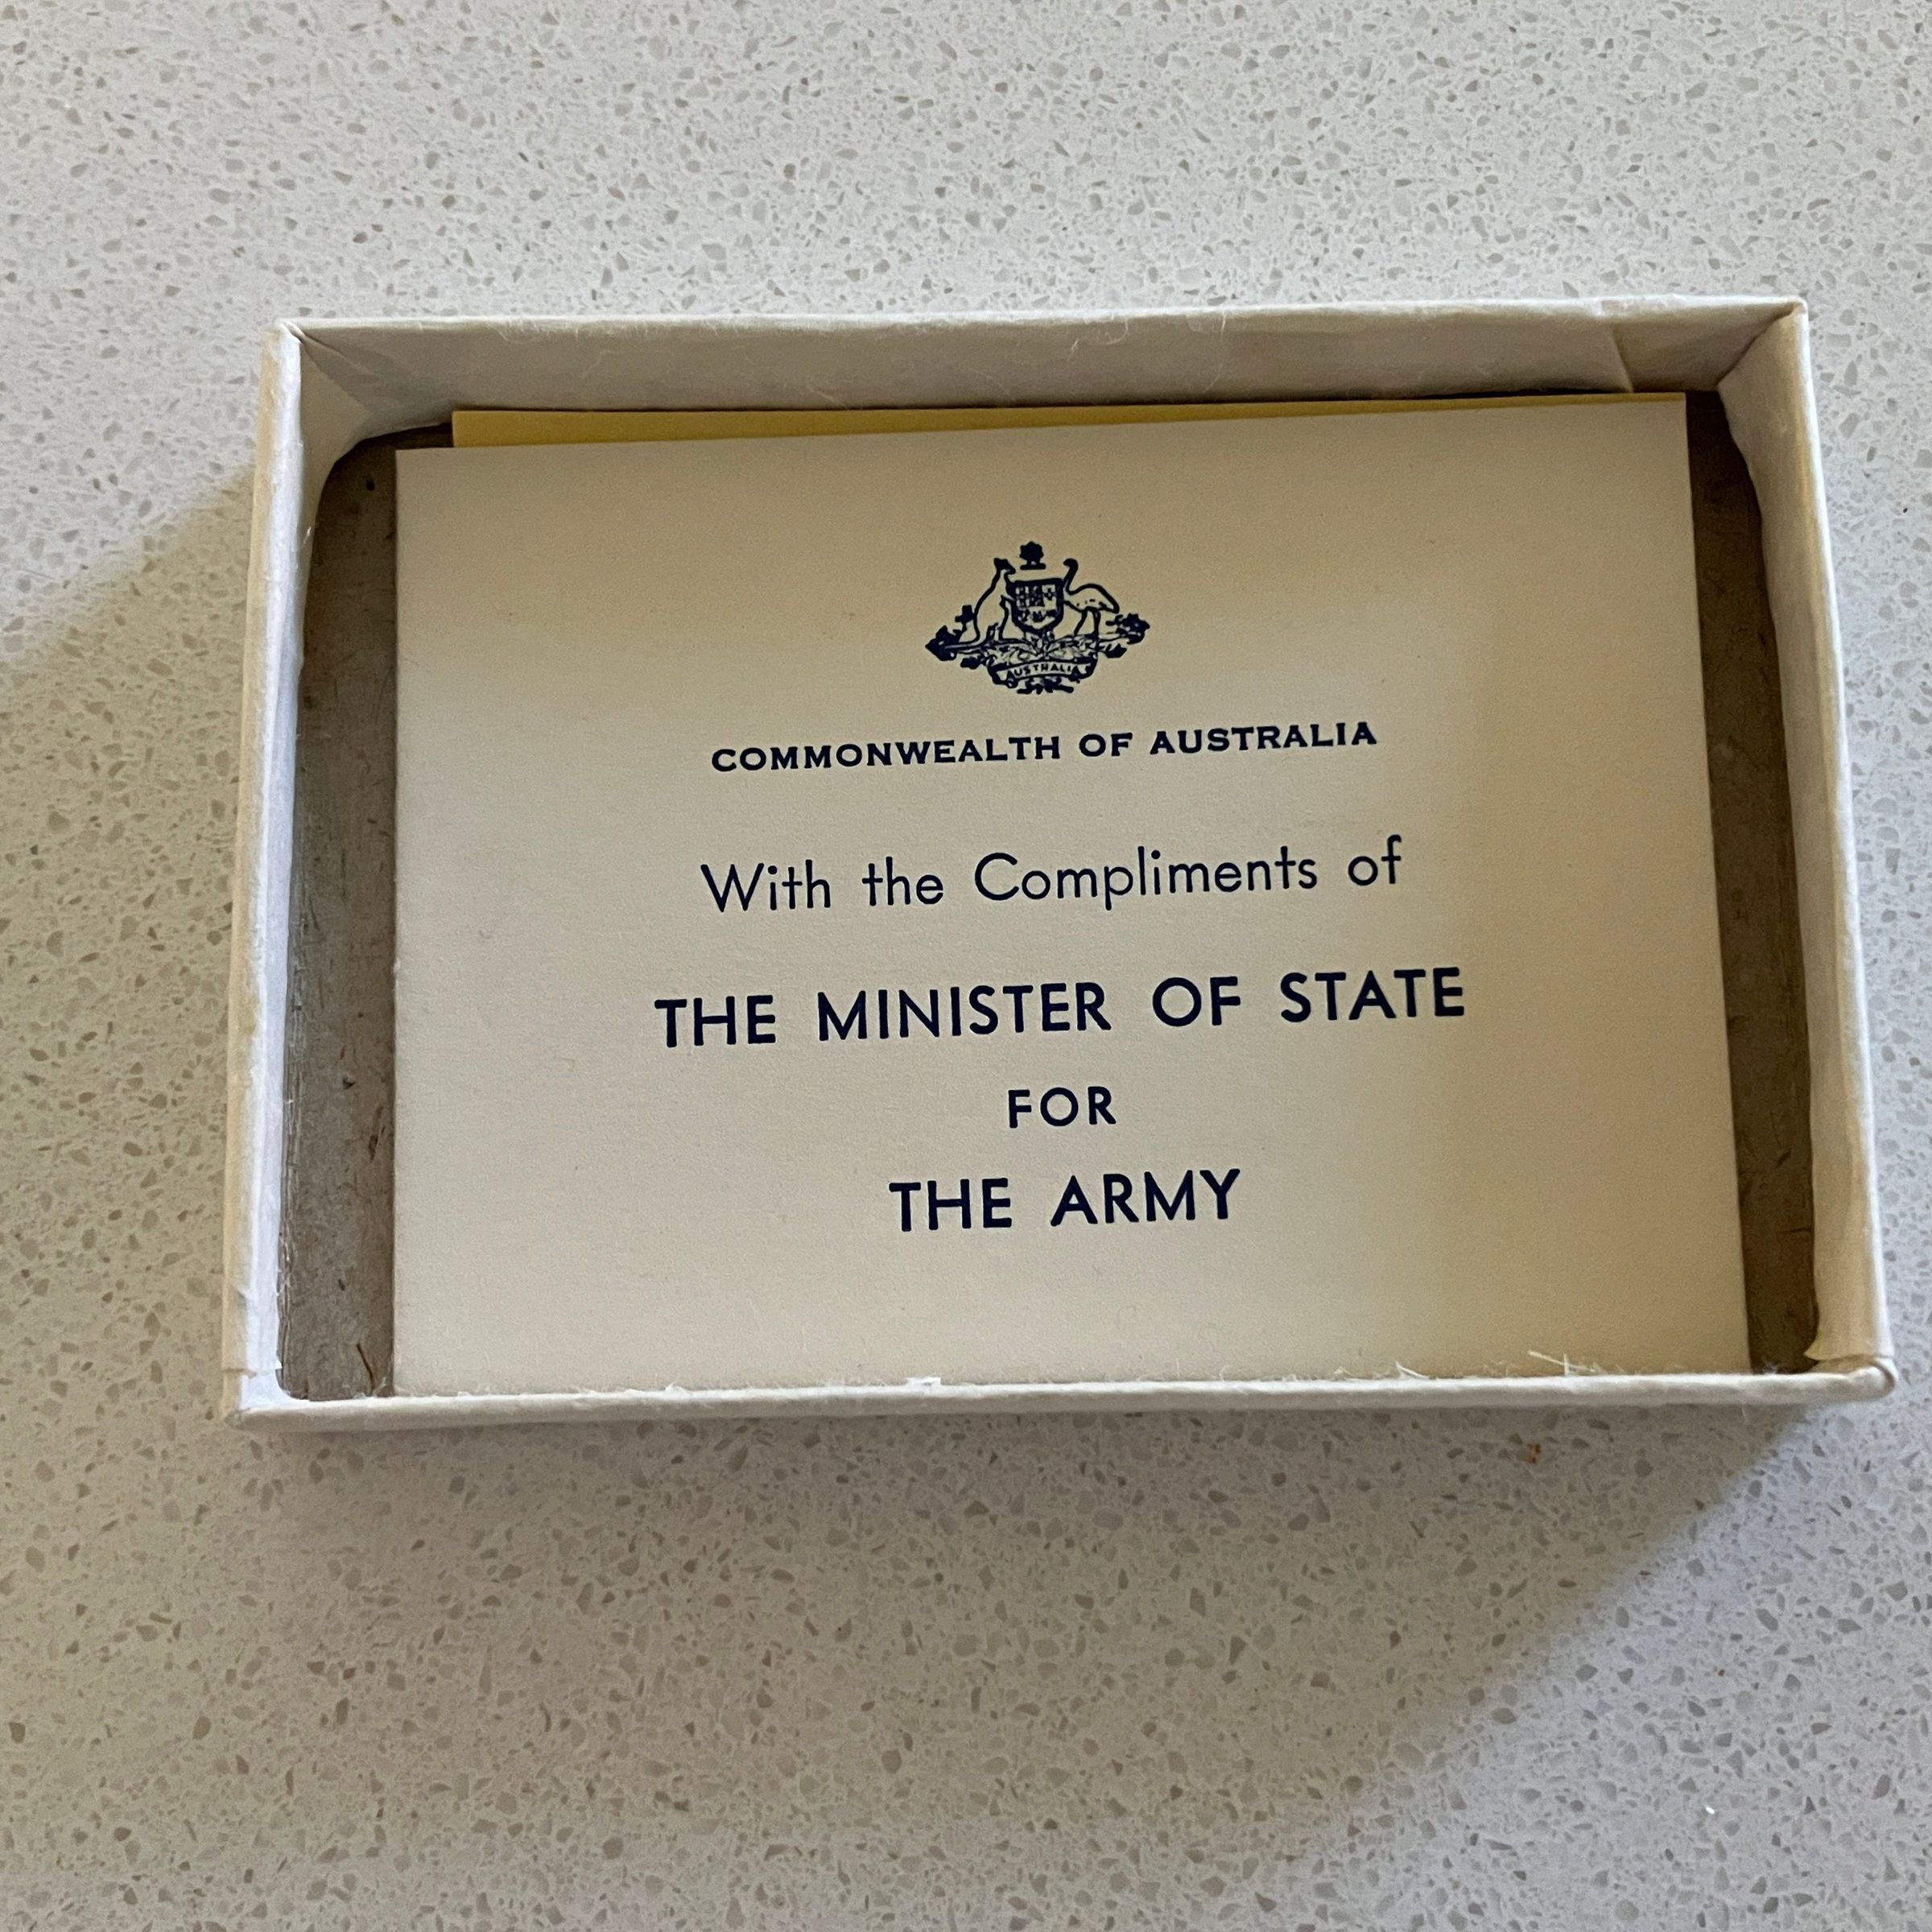 AUSTRALIA
COMMONWEALTH OF AUSTRALIA
With the Compliments of
THE MINISTER OF STATE
FOR
THE ARMY